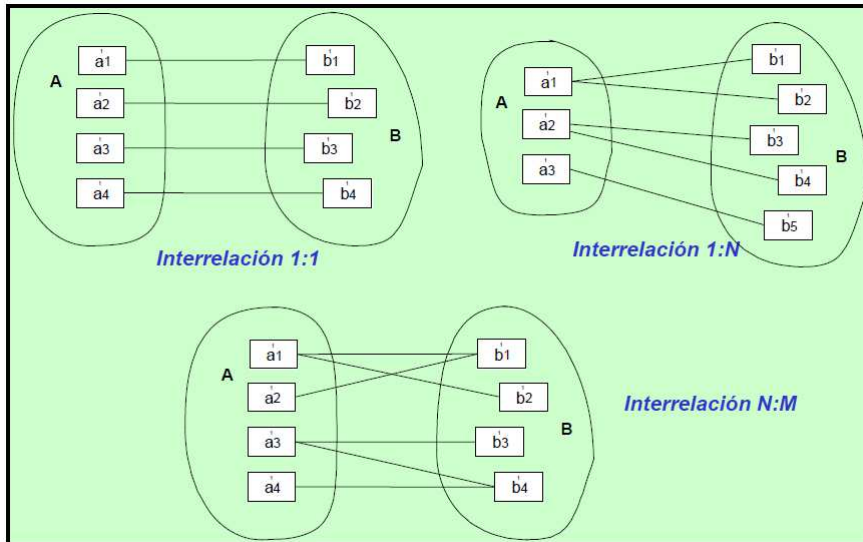 a1
a2
a3
a4
A
b1
b2
b3
b4
B
Interrelación 1:1
a1
a2
a3
A
b1
b2
b3
b4
b5
B
Interrelación 1:N
a1
a2
a3
a4
A
b1
b2
b3
b4
B
Interrelación N:M